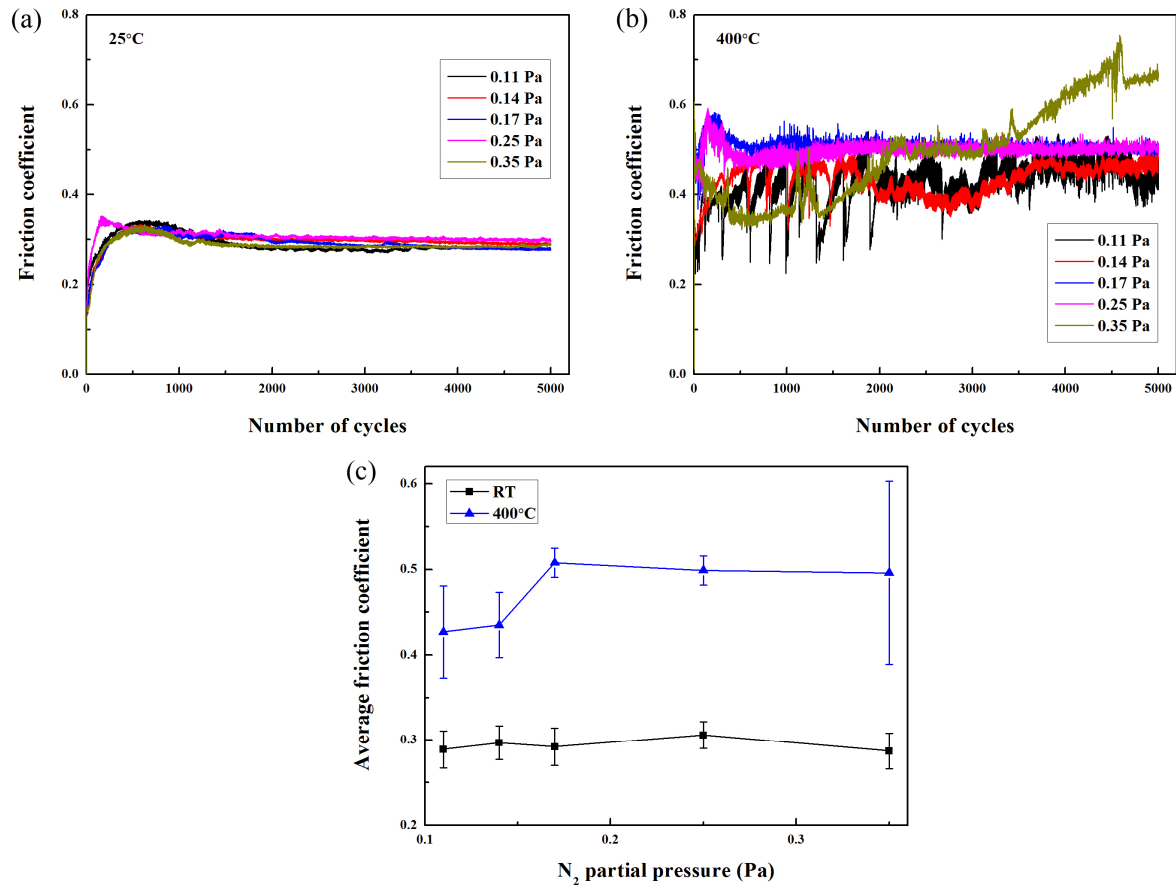 (a)
25°C
0.11 Pa
0.14 Pa
0.17 Pa
0.25 Pa
0.35 Pa
Friction coefficient
0.8
0.6
0.4
0.2
0.0
0 1000 2000 3000 4000 5000
Number of cycles
(b)
400°C
0.11 Pa
0.14 Pa
0.17 Pa
0.25 Pa
0.35 Pa
Friction coefficient
0.8
0.6
0.4
0.2
0.0
0 1000 2000 3000 4000 5000
Number of cycles
(c)
RT
400°C
Average friction coefficient
0.6
0.5
0.4
0.3
0.2
0.1 0.2 0.3
N₂ partial pressure (Pa)